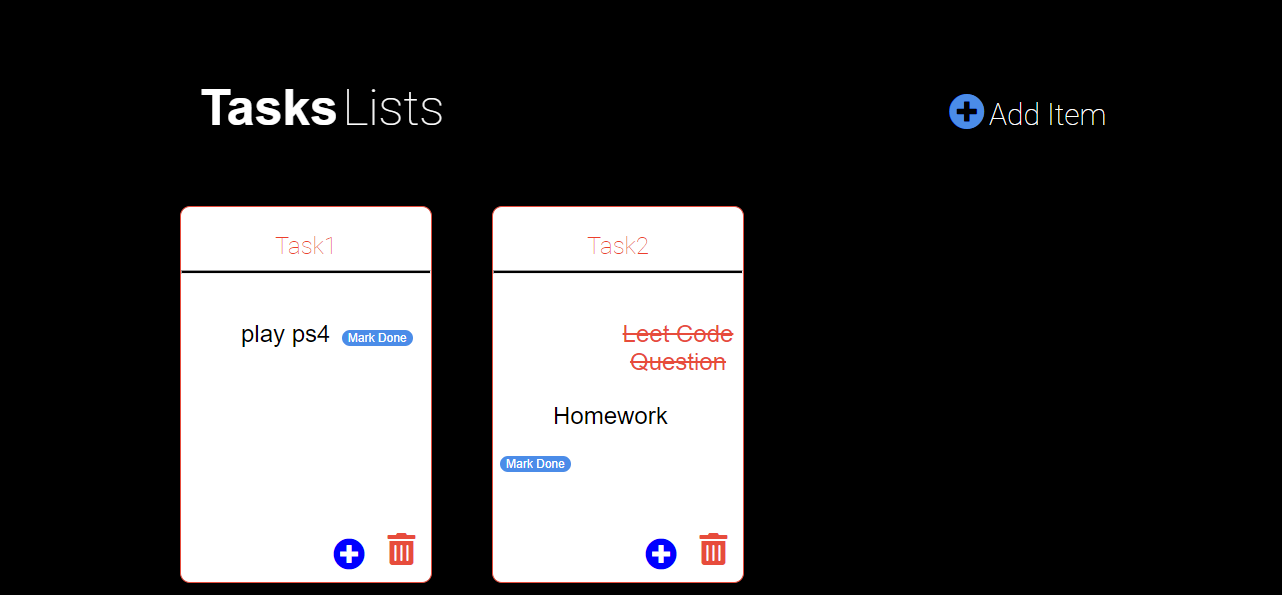 Tasks Lists
Add Item
Task1
play ps4 Mark Done
Task2
Leet Code
Question
Homework
Mark Done